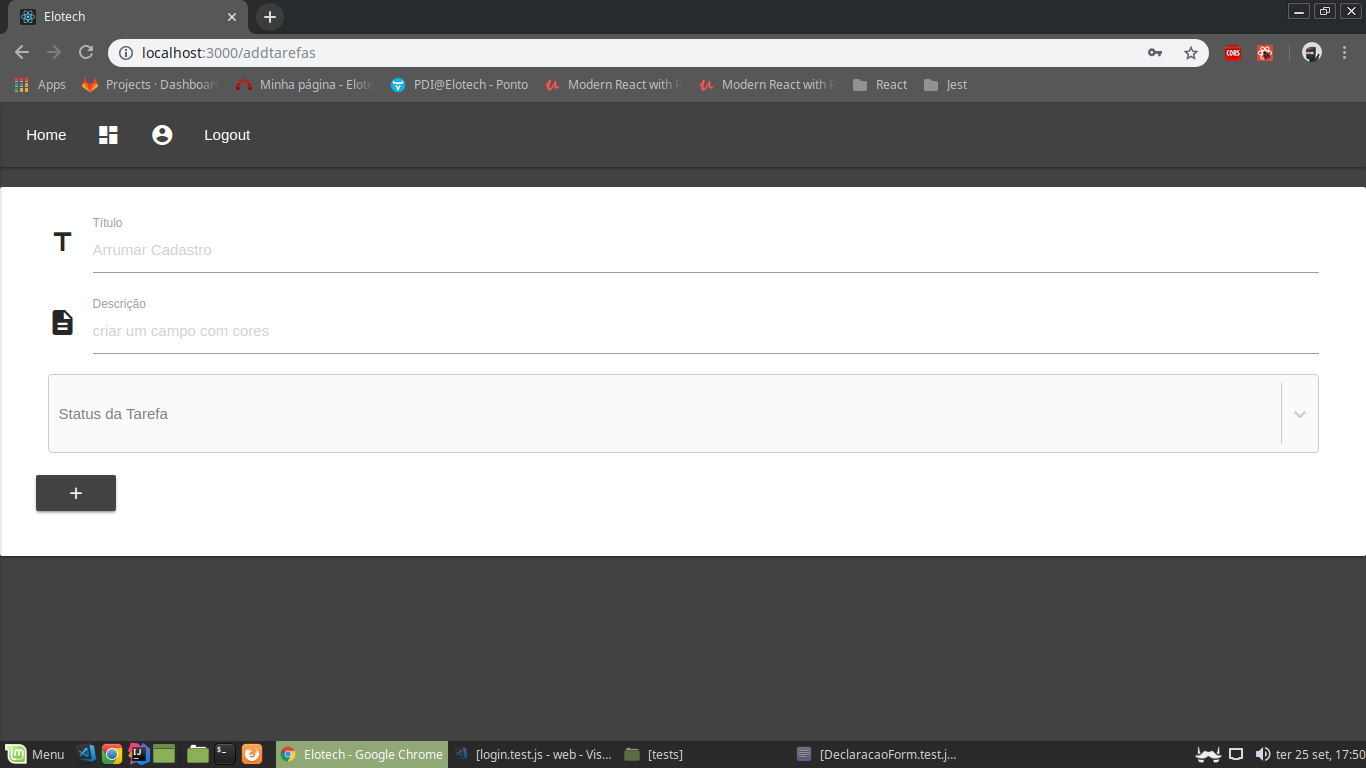 Elotech
localhost:3000/addtarefas
CORS
Apps
Projects · Dashboard
Minha página - Elote
PDI@Elotech - Ponto
Modern React with R
Modern React with R
React
Jest
Home
Logout
Título
Arrumar Cadastro
Descrição
criar um campo com cores
Status da Tarefa
+
Menu
Elotech - Google Chrome
[login.test.js - web - Vis...
[tests]
[DeclaracaoForm.test.j...
ter 25 set, 17:50